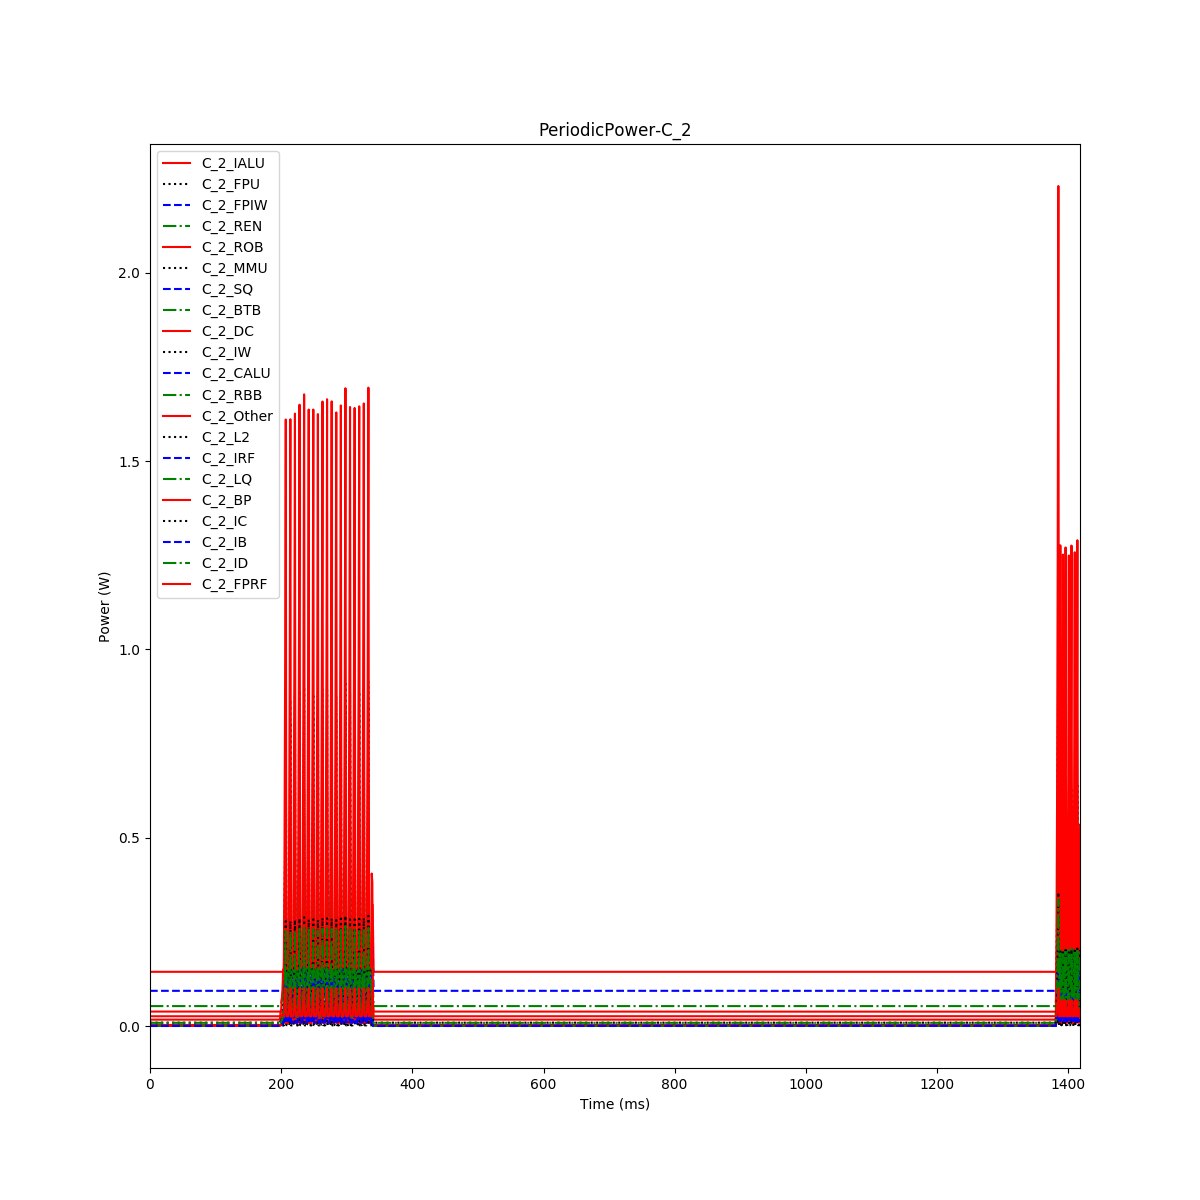 PeriodicPower-C_2
C_2_IALU
C_2_FPU
C_2_FPIW
C_2_REN
C_2_ROB
C_2_MMU
C_2_SQ
C_2_BTB
C_2_DC
C_2_IW
C_2_CALU
C_2_RBB
C_2_Other
C_2_L2
C_2_IRF
C_2_LQ
C_2_BP
C_2_IC
C_2_IB
C_2_ID
C_2_FPRF
2.0
1.5
1.0
0.5
0.0
Power (W)
0 200 400 600 800 1000 1200 1400
Time (ms)